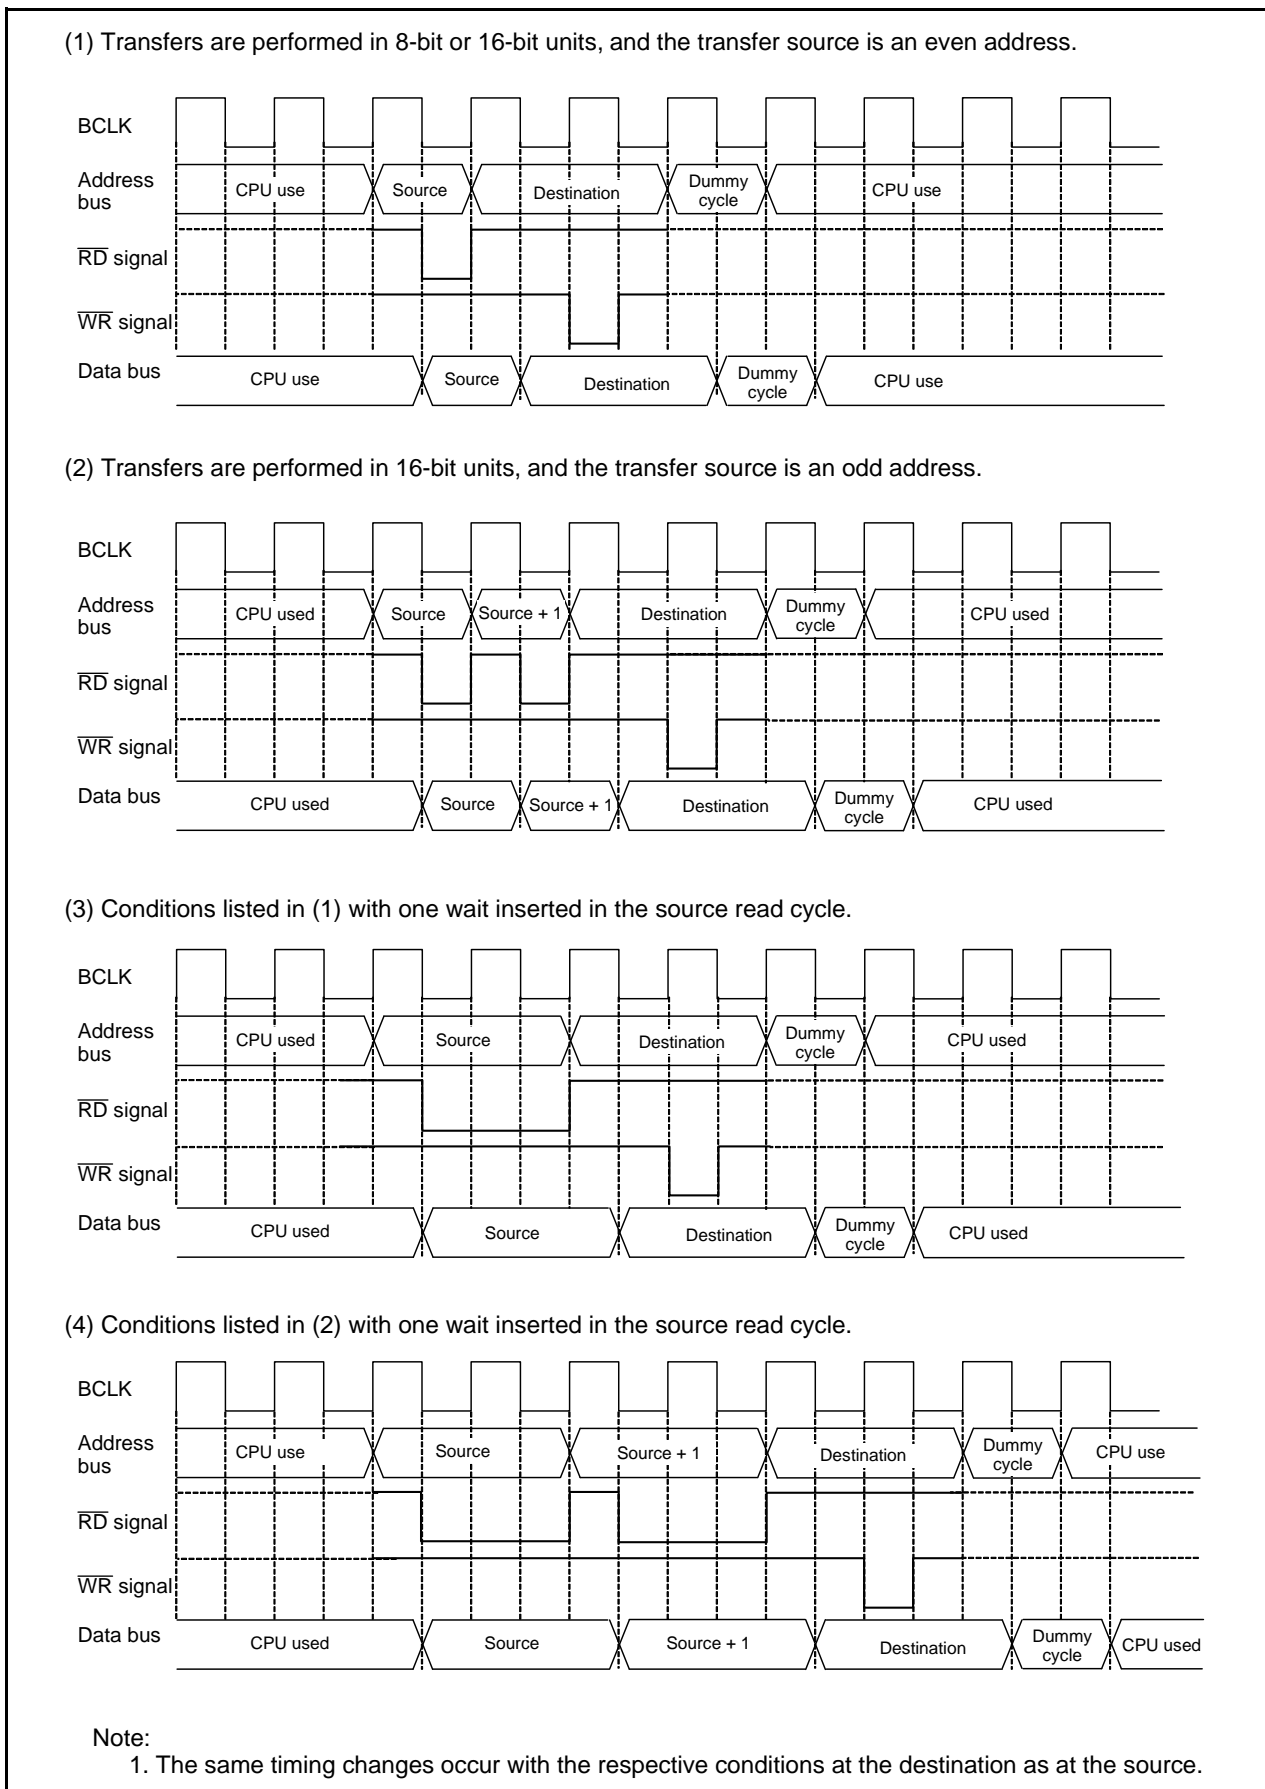 (1) Transfers are performed in 8-bit or 16-bit units, and the transfer source is an even address.
BCLK
Address
bus
CPU use
Source
Destination
Dummy
cycle
CPU use
RD signal
WR signal
Data bus
CPU use
Source
Destination
Dummy
cycle
CPU use
(2) Transfers are performed in 16-bit units, and the transfer source is an odd address.
BCLK
Address
bus
CPU used
Source
Source + 1
Destination
Dummy
cycle
CPU used
RD signal
WR signal
Data bus
CPU used
Source
Source + 1
Destination
Dummy
cycle
CPU used
(3) Conditions listed in (1) with one wait inserted in the source read cycle.
BCLK
Address
bus
CPU used
Source
Destination
Dummy
cycle
CPU used
RD signal
WR signal
Data bus
CPU used
Source
Destination
Dummy
cycle
CPU used
(4) Conditions listed in (2) with one wait inserted in the source read cycle.
BCLK
Address
bus
CPU use
Source
Source + 1
Destination
Dummy
cycle
CPU use
RD signal
WR signal
Data bus
CPU used
Source
Source + 1
Destination
Dummy
cycle
CPU used
Note:
1. The same timing changes occur with the respective conditions at the destination as at the source.